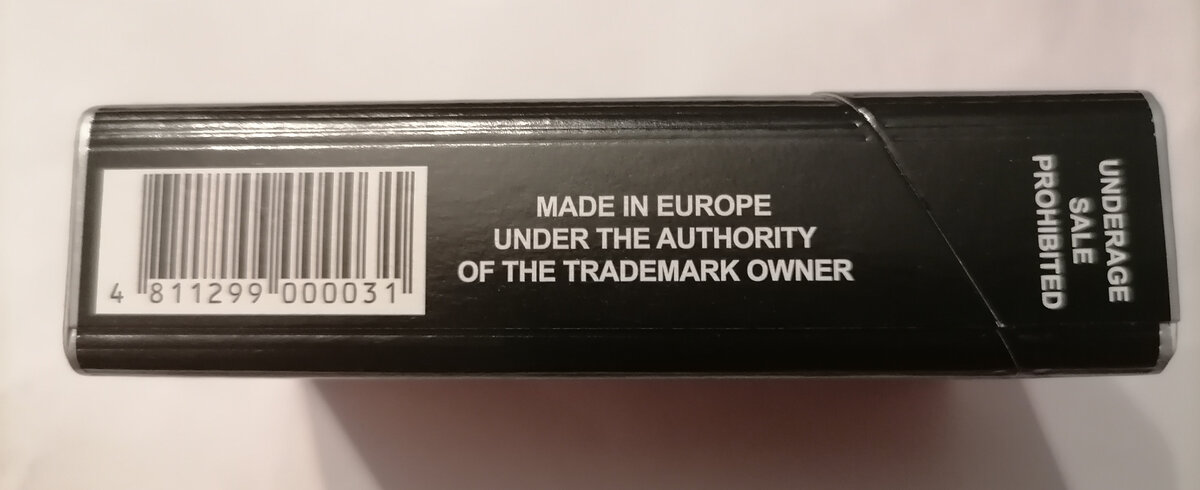 MADE IN EUROPE
UNDER THE AUTHORITY
OF THE TRADEMARK OWNER
4 811299 000031
UNDERAGE
SALE
PROHIBITED